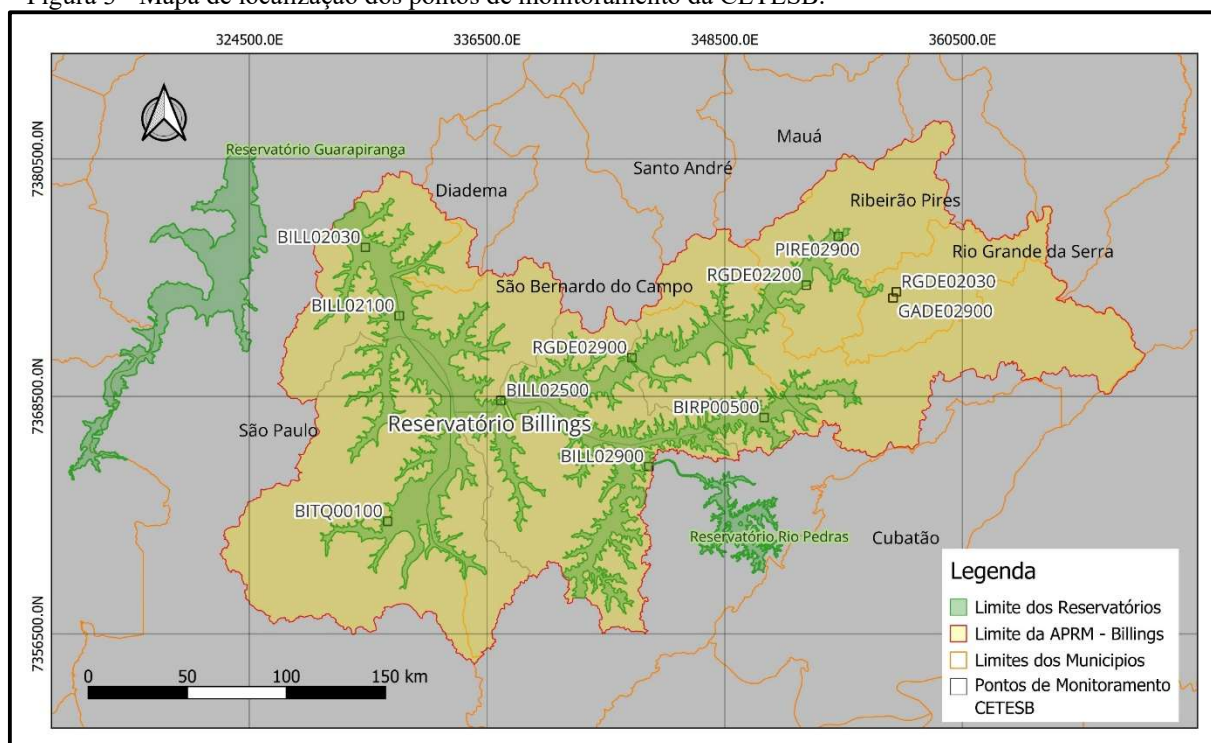 Figura 3 - Mapa de localização dos pontos de monitoramento da CETESB.
324500.0E 336500.0E 348500.0E 360500.0E
7380500.0N
7368500.0N
7356500.0N
Mauá
Reservatório Guarapiranga
Santo André
Diadema
Ribeirão Pires
BILL02030
PIRE02900
Rio Grande da Serra
RGDE02200
São Bernardo do Campo
RGDE02030
BILL02100
GADE02900
RGDE02900
BILL02500
BIRP00500
Reservatório Billings
São Paulo
BILL02900
BITQ00100
Reservatório Rio Pedras
Cubatão
Legenda
Limite dos Reservatórios
Limite da APRM - Billings
Limites dos Municipios
Pontos de Monitoramento
CETESB
0 50 100 150 km